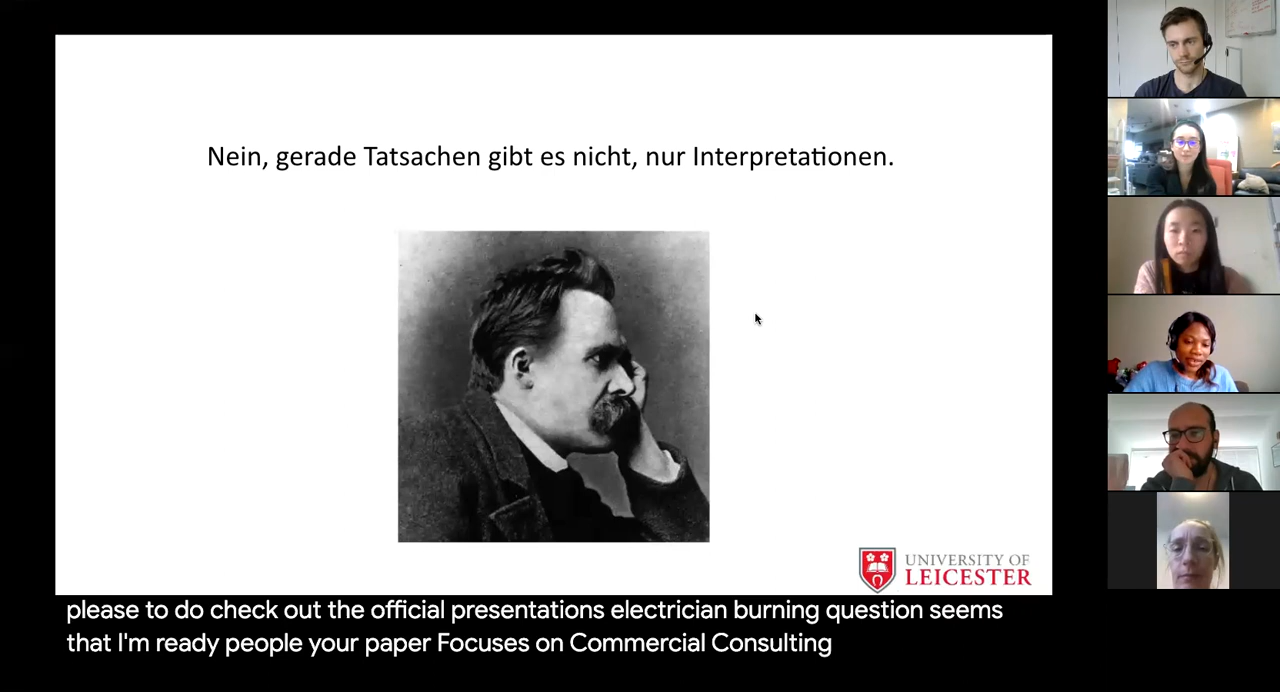 Nein, gerade Tatsachen gibt es nicht, nur Interpretationen.
UNIVERSITY OF
LEICESTER
please to do check out the official presentations electrician burning question seems
that I'm ready people your paper Focuses on Commercial Consulting